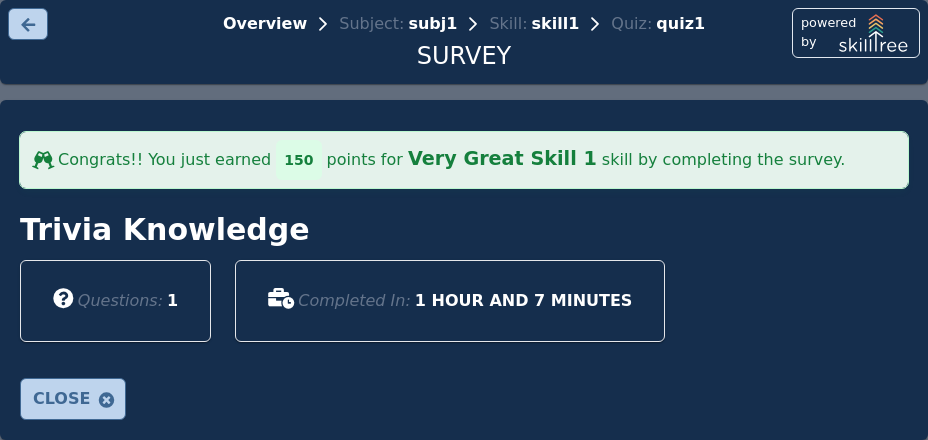 Overview Subject: subj1 Skill: skill1 Quiz: quiz1
SURVEY
powered by skilltree
Congrats!! You just earned 150 points for Very Great Skill 1 skill by completing the survey.
Trivia Knowledge
Questions: 1
Completed In: 1 HOUR AND 7 MINUTES
CLOSE